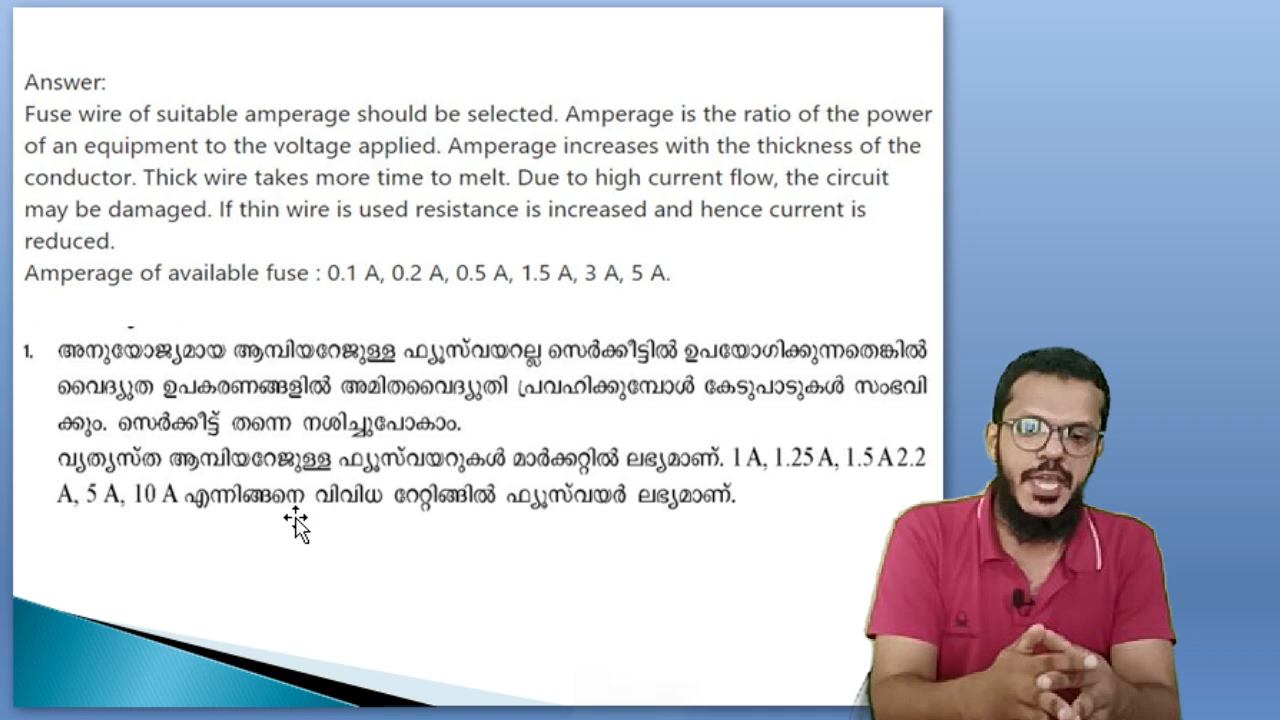 Answer:
Fuse wire of suitable amperage should be selected. Amperage is the ratio of the power
of an equipment to the voltage applied. Amperage increases with the thickness of the
conductor. Thick wire takes more time to melt. Due to high current flow, the circuit
may be damaged. If thin wire is used resistance is increased and hence current is
reduced.
Amperage of available fuse : 0.1 A, 0.2 A, 0.5 A, 1.5 A, 3 A, 5 A.
1. അനുയോജ്യമായ ആമ്പിയറേജുള്ള ഫ്യൂസ്‌വയറല്ല സെർക്കീട്ടിൽ ഉപയോഗിക്കുന്നതെങ്കിൽ
വൈദ്യുത ഉപകരണങ്ങളിൽ അമിതവൈദ്യുതി പ്രവഹിക്കുമ്പോൾ കേടുപാടുകൾ സംഭവി
ക്കും. സെർക്കീട്ട് തന്നെ നശിച്ചുപോകാം.
വ്യത്യസ്ത ആമ്പിയറേജുള്ള ഫ്യൂസ്‌വയറുകൾ മാർക്കറ്റിൽ ലഭ്യമാണ്. 1 A, 1.25 A, 1.5 A 2.2
A, 5 A, 10 A എന്നിങ്ങനെ വിവിധ റേറ്റിങ്ങിൽ ഫ്യൂസ്‌വയർ ലഭ്യമാണ്.